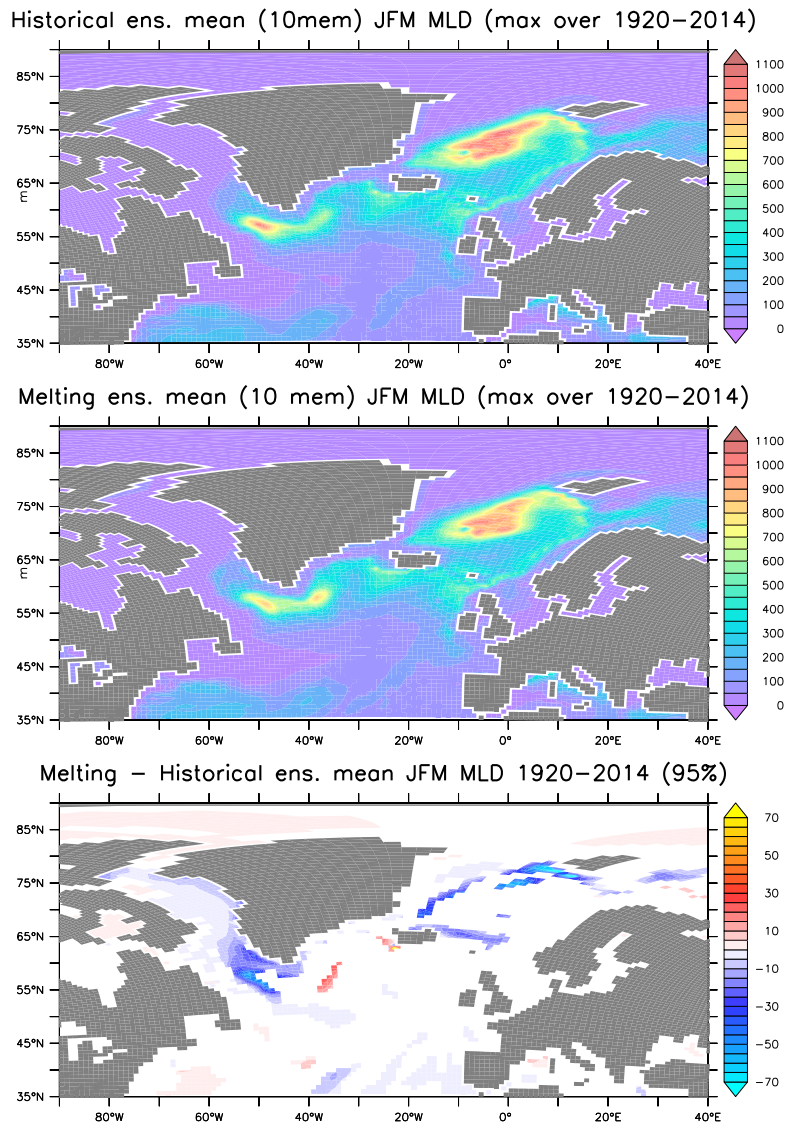 Historical ens. mean (10mem) JFM MLD (max over 1920-2014)
85°N
75°N
65°N
55°N
45°N
35°N
m
80°W 60°W 40°W 20°W 0° 20°E 40°E
1100
1000
900
800
700
600
500
400
300
200
100
0
Melting ens. mean (10 mem) JFM MLD (max over 1920-2014)
85°N
75°N
65°N
55°N
45°N
35°N
m
80°W 60°W 40°W 20°W 0° 20°E 40°E
1100
1000
900
800
700
600
500
400
300
200
100
0
Melting - Historical ens. mean JFM MLD 1920-2014 (95%)
85°N
75°N
65°N
55°N
45°N
35°N
80°W 60°W 40°W 20°W 0° 20°E 40°E
70
50
30
10
-10
-30
-50
-70